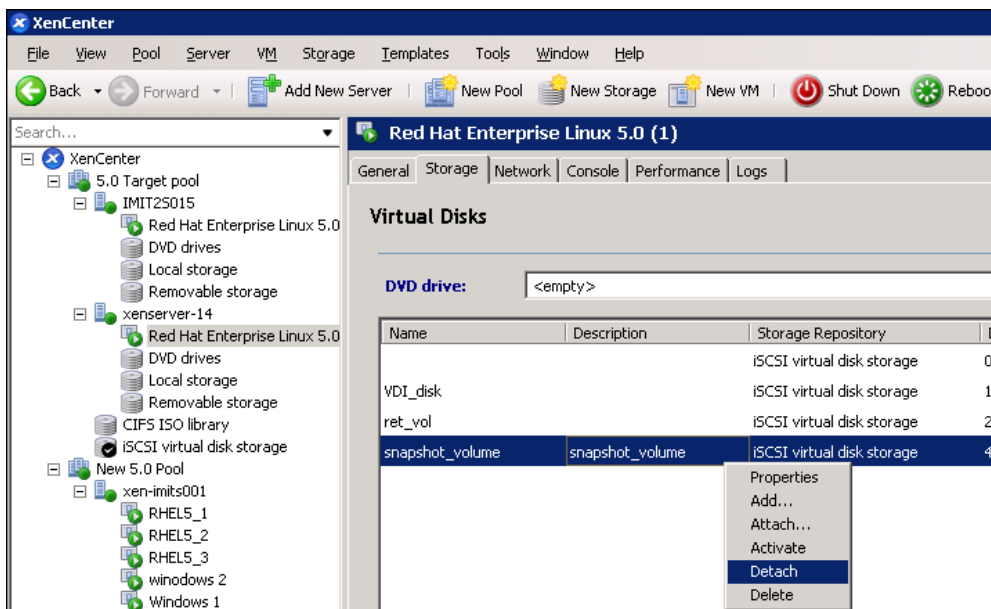 XenCenter
File View Pool Server VM Storage Templates Tools Window Help
Back Forward Add New Server New Pool New Storage New VM Shut Down Reboo
Search... Red Hat Enterprise Linux 5.0 (1)
XenCenter
5.0 Target pool
IMIT2S015
Red Hat Enterprise Linux 5.0
DVD drives
Local storage
Removable storage
xenserver-14
Red Hat Enterprise Linux 5.0
DVD drives
Local storage
Removable storage
CIFS ISO library
iSCSI virtual disk storage
New 5.0 Pool
xen-imits001
RHEL5_1
RHEL5_2
RHEL5_3
winodows 2
Windows 1
General Storage Network Console Performance Logs
Virtual Disks
DVD drive: <empty>
Name Description Storage Repository
iSCSI virtual disk storage 0
VDI_disk iSCSI virtual disk storage 1
ret_vol iSCSI virtual disk storage 2
snapshot_volume snapshot_volume iSCSI virtual disk storage 4
Properties
Add...
Attach...
Activate
Detach
Delete